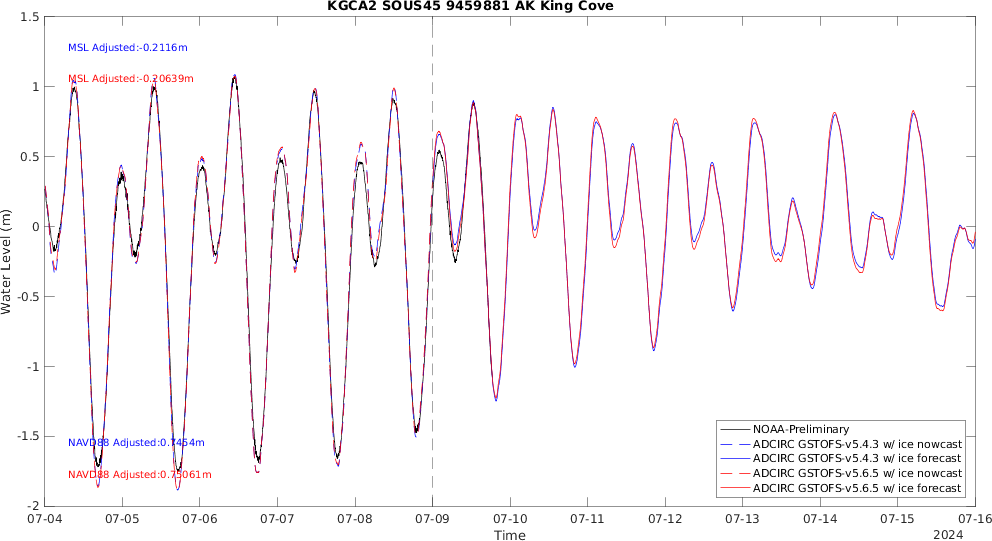 KGCA2 SOUS45 9459881 AK King Cove
1.5
1
0.5
0
-0.5
-1
-1.5
-2
Water Level (m)
MSL Adjusted:-0.2116m
MSL Adjusted:-0.20639m
NAVD88 Adjusted:0.7454m
NAVD88 Adjusted:0.75061m
NOAA-Preliminary
ADCIRC GSTOFS-v5.4.3 w/ ice nowcast
ADCIRC GSTOFS-v5.4.3 w/ ice forecast
ADCIRC GSTOFS-v5.6.5 w/ ice nowcast
ADCIRC GSTOFS-v5.6.5 w/ ice forecast
07-04 07-05 07-06 07-07 07-08 07-09 07-10 07-11 07-12 07-13 07-14 07-15 07-16
Time
2024